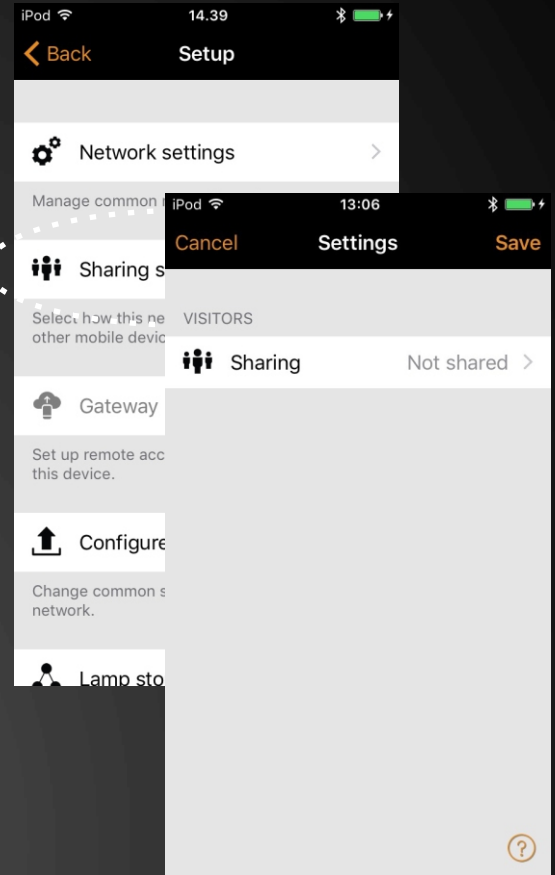 iPod 14.39
Back Setup
Network settings
Manage common
Sharing s
Select how this ne
other mobile devic
Gateway
Set up remote acc
this device.
Configure
Change common s
network.
Lamp sto
iPod 13:06
Cancel Settings Save
VISITORS
Sharing Not shared
?